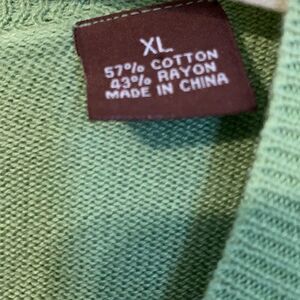 XL
57% COTTON
43% RAYON
MADE IN CHINA